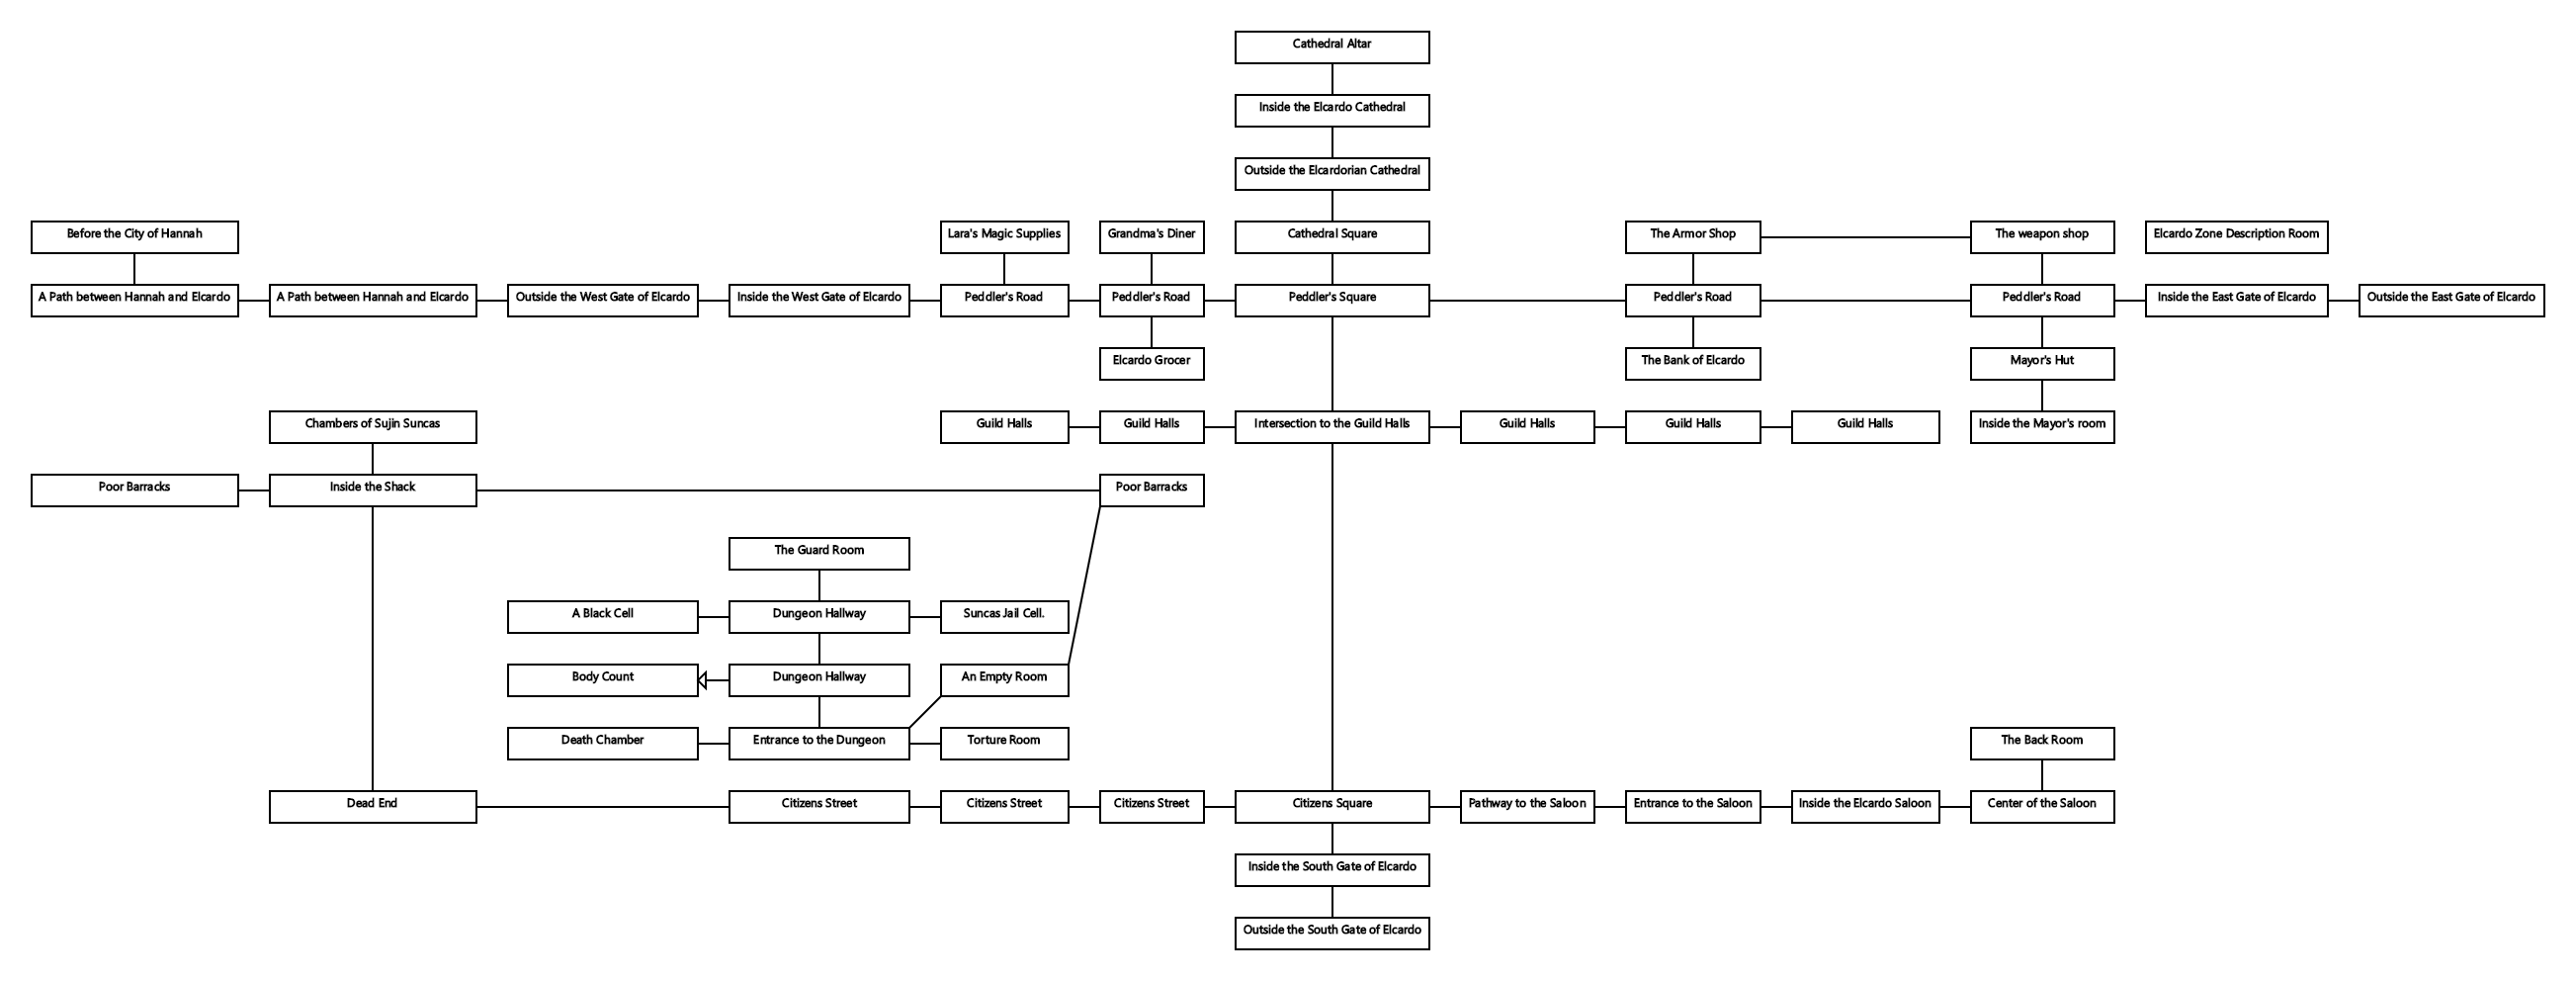 Cathedral Altar
Inside the Elcardo Cathedral
Outside the Elcardorian Cathedral
Before the City of Hannah
Lara's Magic Supplies
Grandma's Diner
Cathedral Square
The Armor Shop
The weapon shop
Elcardo Zone Description Room
A Path between Hannah and Elcardo
A Path between Hannah and Elcardo
Outside the West Gate of Elcardo
Inside the West Gate of Elcardo
Peddler's Road
Peddler's Road
Peddler's Square
Peddler's Road
Peddler's Road
Inside the East Gate of Elcardo
Outside the East Gate of Elcardo
Elcardo Grocer
The Bank of Elcardo
Mayor's Hut
Chambers of Sujin Suncas
Guild Halls
Guild Halls
Intersection to the Guild Halls
Guild Halls
Guild Halls
Guild Halls
Inside the Mayor's room
Poor Barracks
Inside the Shack
Poor Barracks
The Guard Room
A Black Cell
Dungeon Hallway
Suncas Jail Cell.
Body Count
Dungeon Hallway
An Empty Room
Death Chamber
Entrance to the Dungeon
Torture Room
The Back Room
Dead End
Citizens Street
Citizens Street
Citizens Street
Citizens Square
Pathway to the Saloon
Entrance to the Saloon
Inside the Elcardo Saloon
Center of the Saloon
Inside the South Gate of Elcardo
Outside the South Gate of Elcardo